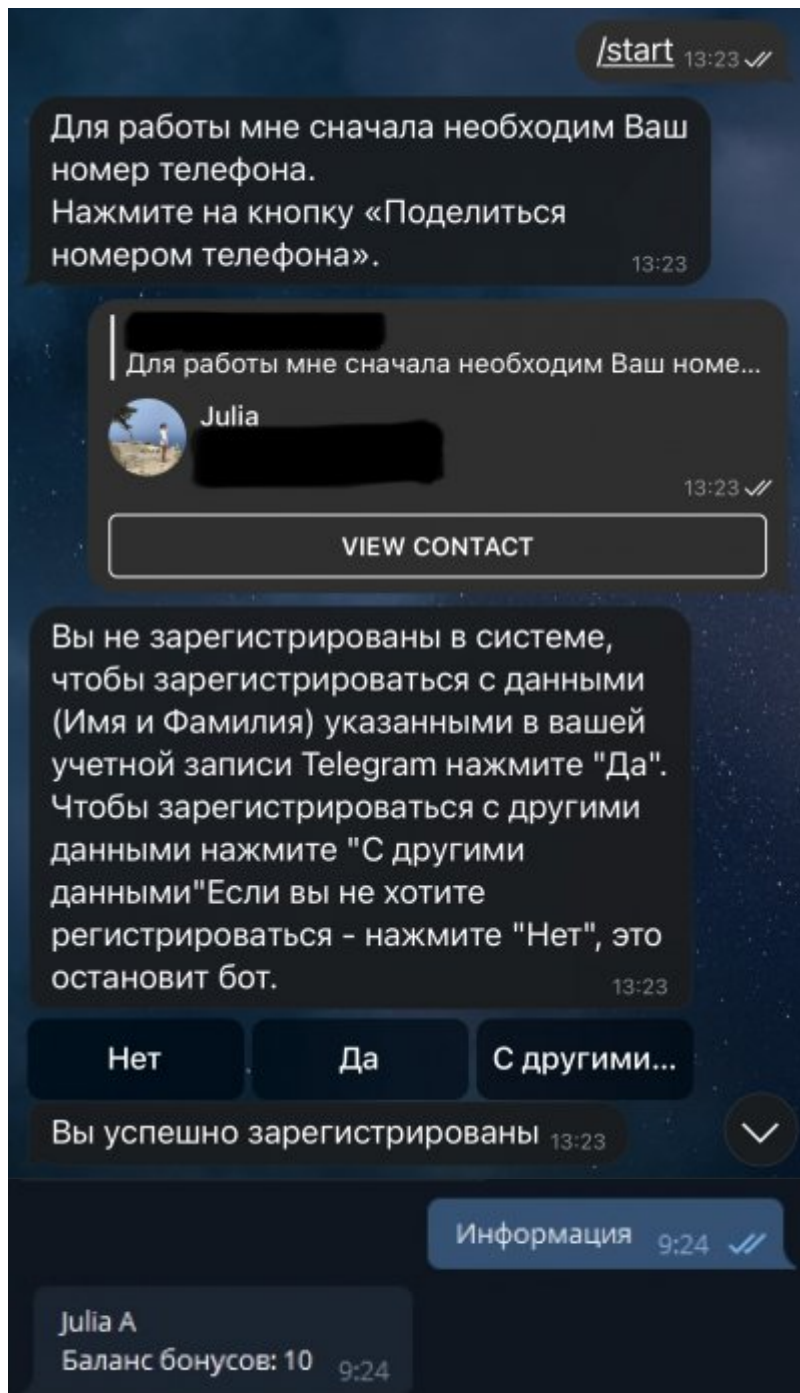 /start 13:23
Для работы мне сначала необходим Ваш
номер телефона.
Нажмите на кнопку «Поделиться
номером телефона».
13:23
Для работы мне сначала необходим Ваш номе...
Julia
13:23
VIEW CONTACT
Вы не зарегистрированы в системе,
чтобы зарегистрироваться с данными
(Имя и Фамилия) указанными в вашей
учетной записи Telegram нажмите "Да".
Чтобы зарегистрироваться с другими
данными нажмите "С другими
данными"Если вы не хотите
регистрироваться - нажмите "Нет", это
остановит бот.
13:23
Нет Да С другими...
Вы успешно зарегистрированы 13:23
Информация 9:24
Julia A
Баланс бонусов: 10 9:24